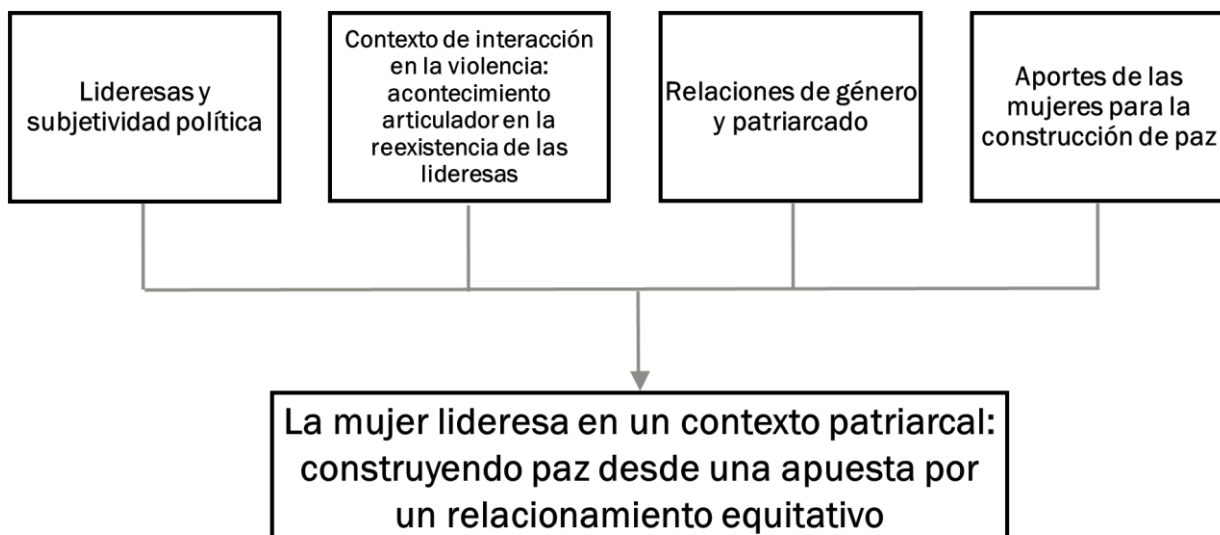 Lideresas y
subjetividad política
Contexto de interacción
en la violencia:
acontecimiento
articulador en la
reexistencia de las
lideresas
Relaciones de género
y patriarcado
Aportes de las
mujeres para la
construcción de paz
La mujer lideresa en un contexto patriarcal:
construyendo paz desde una apuesta por
un relacionamiento equitativo